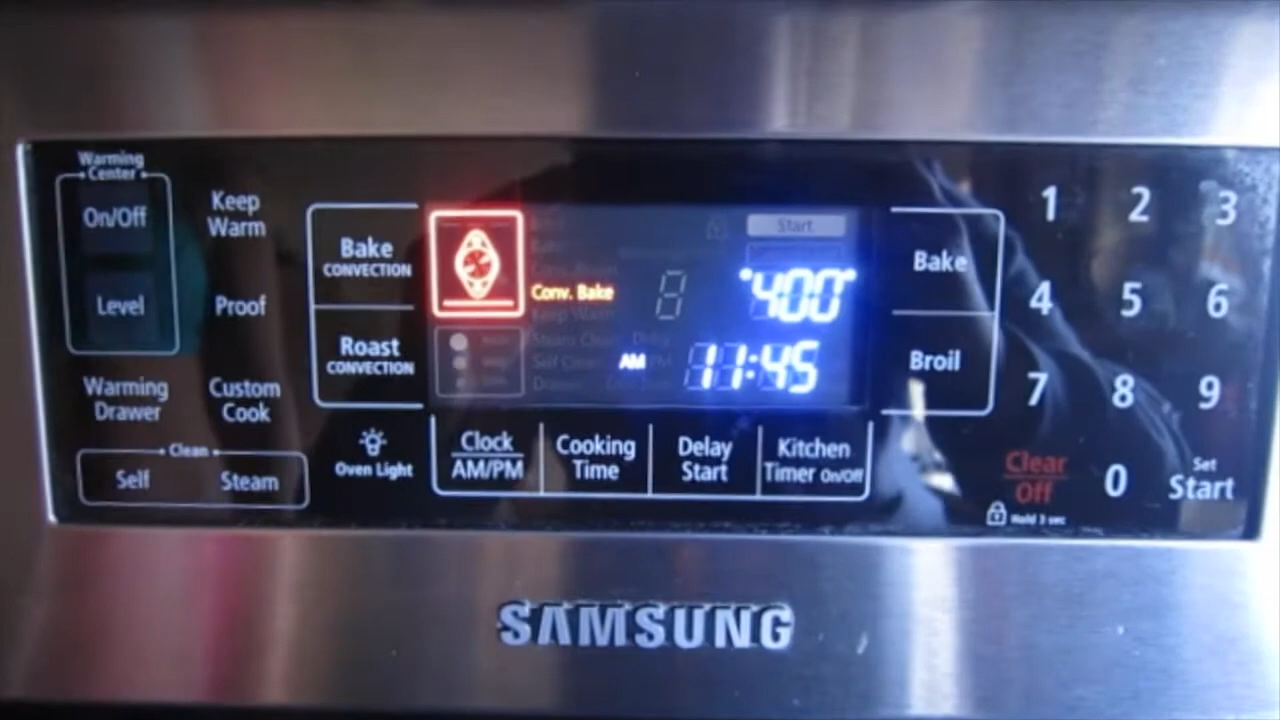 Warming
Center
On/Off
Level
Warming
Drawer
Keep
Warm
Proof
Custom
Cook
Clean
Self
Steam
Bake
CONVECTION
Roast
CONVECTION
Oven Light
Start
Conv. Bake
400
AM 11:45
Clock
AM/PM
Cooking
Time
Delay
Start
Kitchen
Timer On/Off
Bake
Broil
1 2 3
4 5 6
7 8 9
Clear
Off
0
Set
Start
Hold 3 sec
SAMSUNG